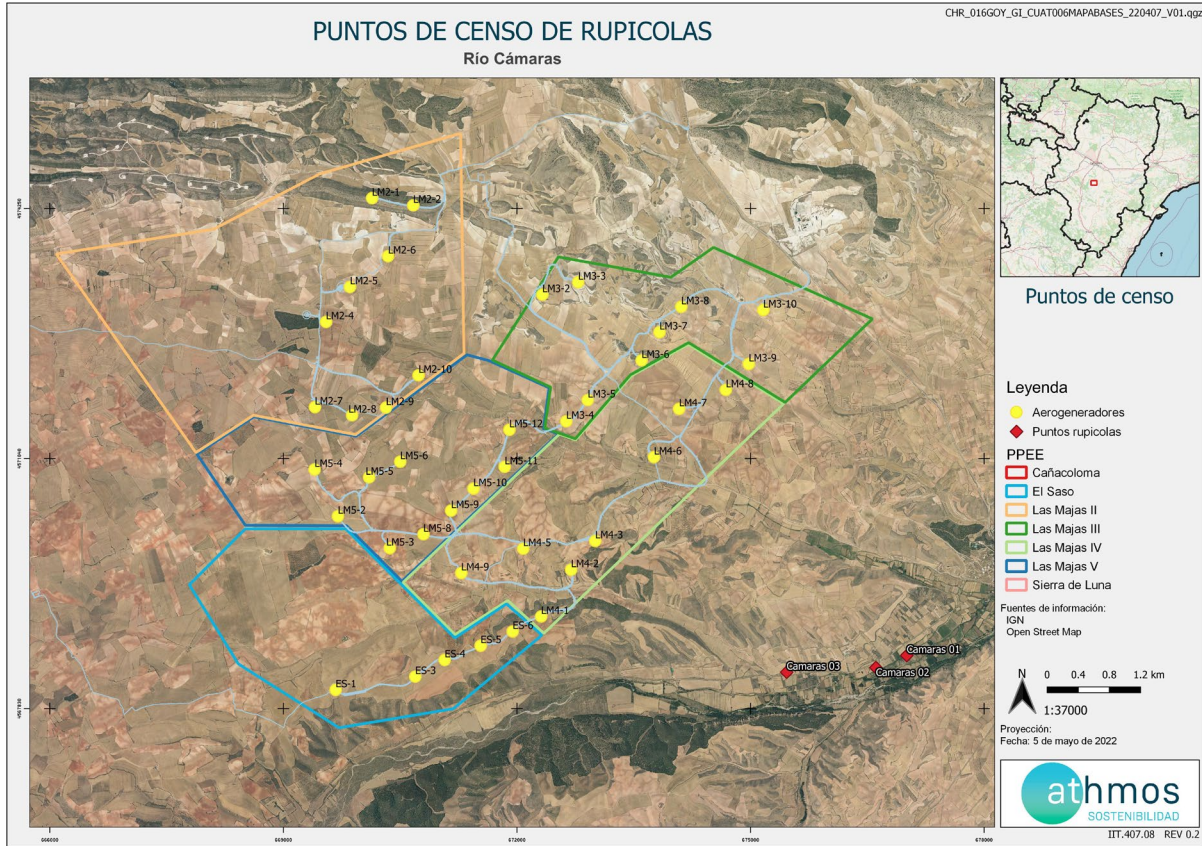 CHR_016GOY_GI_CUAT006MAPABASES_220407_V01.qgz
PUNTOS DE CENSO DE RUPICOLAS
Río Cámaras
LM2-1
LM2-2
LM2-6
LM2-5
LM2-4
LM2-10
LM2-7
LM2-8
LM2-9
LM3-3
LM3-2
LM3-8
LM3-10
LM3-7
LM3-6
LM3-9
LM4-8
LM3-5
LM4-7
LM3-4
LM5-12
LM4-6
LM5-11
LM5-6
LM5-4
LM5-5
LM5-10
LM5-9
LM5-2
LM5-8
LM5-3
LM4-5
LM4-3
LM4-9
LM4-2
LM4-1
ES-6
ES-5
ES-4
ES-3
ES-1
Camaras 01
Camaras 02
Camaras 03
666000
669000
672000
675000
678000
Puntos de censo
Leyenda
Aerogeneradores
Puntos rupicolas
PPEE
Cañacoloma
El Saso
Las Majas II
Las Majas III
Las Majas IV
Las Majas V
Sierra de Luna
Fuentes de información:
IGN
Open Street Map
N
0 0.4 0.8 1.2 km
1:37000
Proyección:
Fecha: 5 de mayo de 2022
athmos
SOSTENIBILIDAD
IIT.407.08 REV 0.2